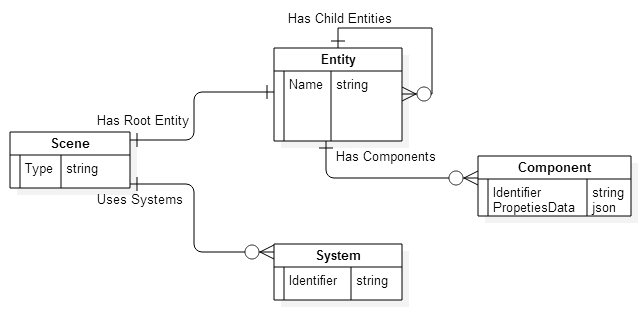 Has Child Entities
Entity
Name string
Has Root Entity
Scene
Type string
Has Components
Component
Identifier string
PropetiesData json
Uses Systems
System
Identifier string